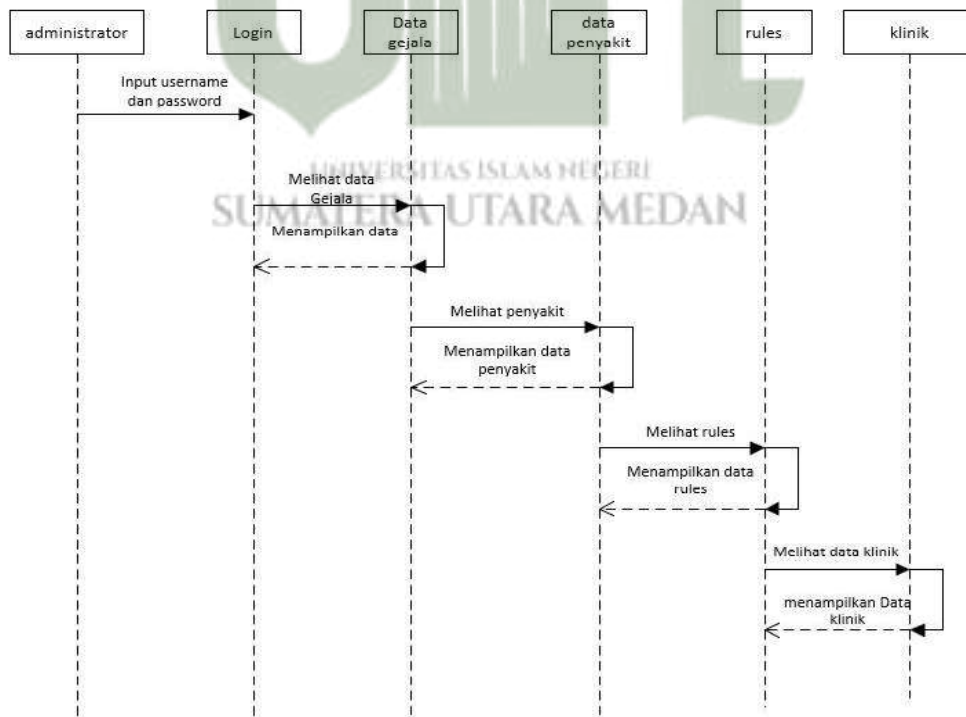 administrator
Login
Data
gejala
data
penyakit
rules
klinik
Input username
dan password
UNIVERSITAS ISLAM NEGERI
SUMATERA UTARA MEDAN
Melihat data
Gejala
Menampilkan data
Melihat penyakit
Menampilkan data
penyakit
Melihat rules
Menampilkan data
rules
Melihat data klinik
menampilkan Data
klinik